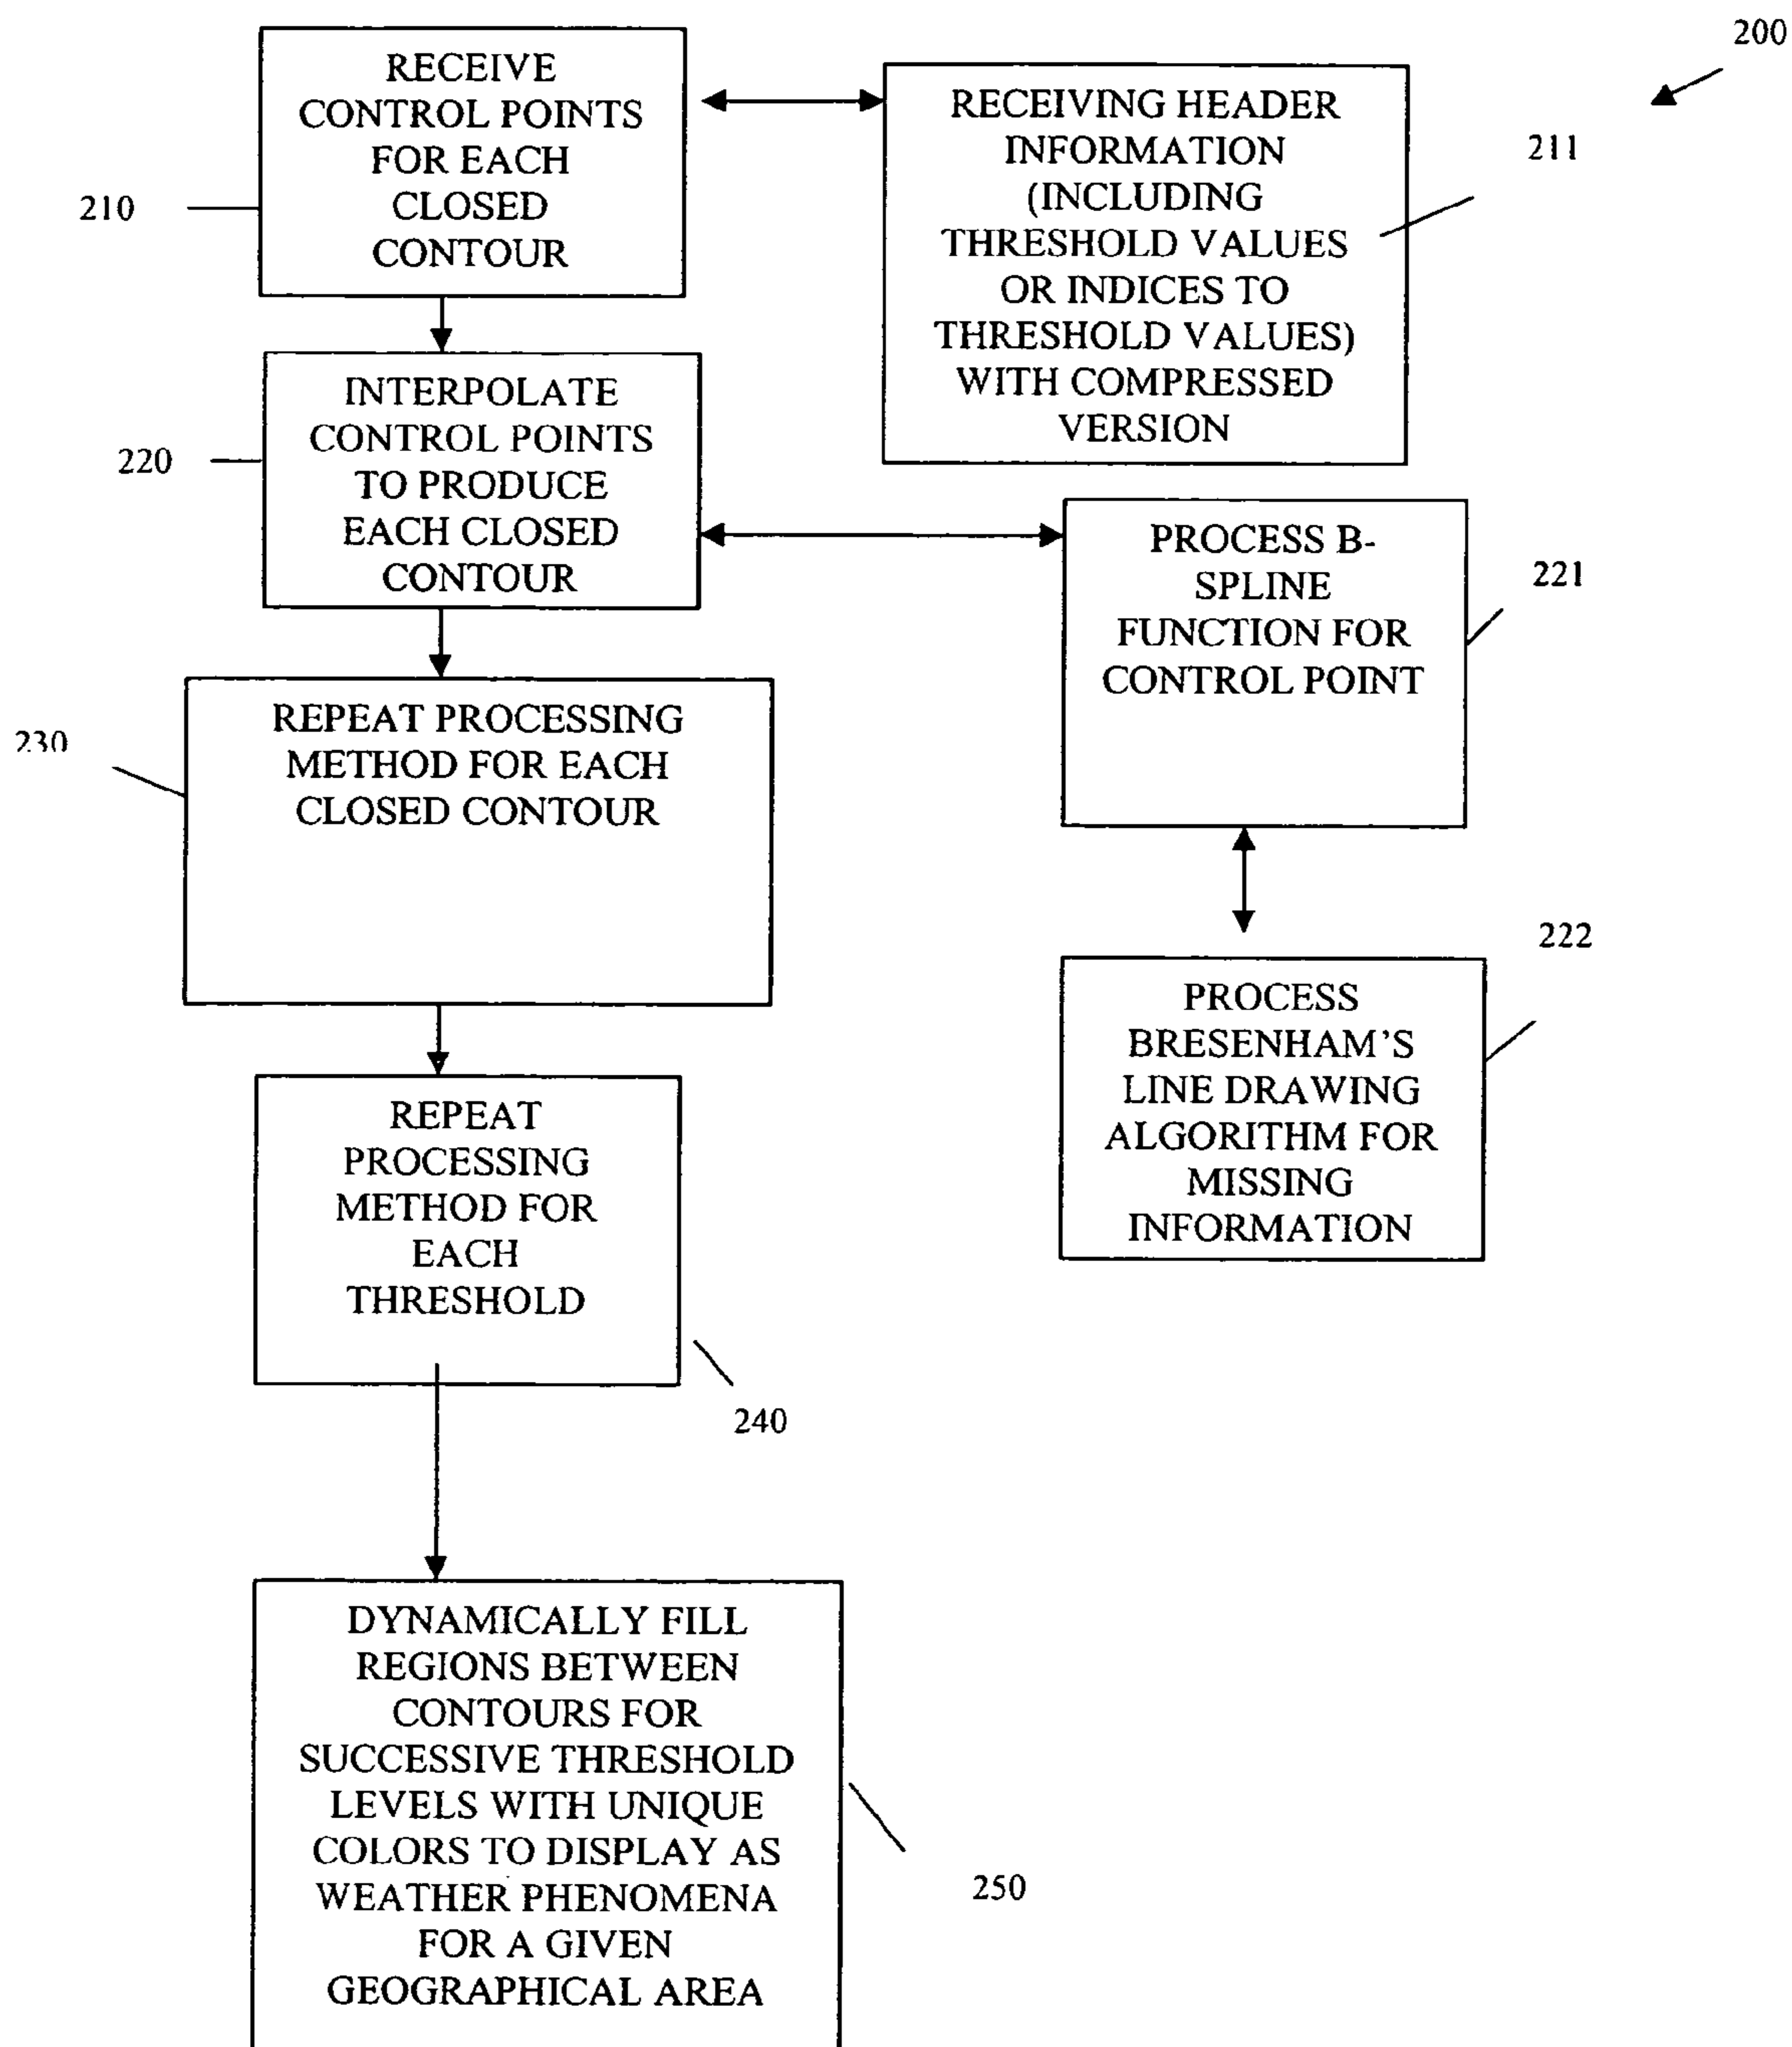 200
RECEIVE
CONTROL POINTS
FOR EACH
CLOSED
CONTOUR
210
RECEIVING HEADER
INFORMATION
(INCLUDING
THRESHOLD VALUES
OR INDICES TO
THRESHOLD VALUES)
WITH COMPRESSED
VERSION
211
INTERPOLATE
CONTROL POINTS
TO PRODUCE
EACH CLOSED
CONTOUR
220
PROCESS B-
SPLINE
FUNCTION FOR
CONTROL POINT
221
REPEAT PROCESSING
METHOD FOR EACH
CLOSED CONTOUR
230
PROCESS
BRESENHAM'S
LINE DRAWING
ALGORITHM FOR
MISSING
INFORMATION
222
REPEAT
PROCESSING
METHOD FOR
EACH
THRESHOLD
240
DYNAMICALLY FILL
REGIONS BETWEEN
CONTOURS FOR
SUCCESSIVE THRESHOLD
LEVELS WITH UNIQUE
COLORS TO DISPLAY AS
WEATHER PHENOMENA
FOR A GIVEN
GEOGRAPHICAL AREA
250